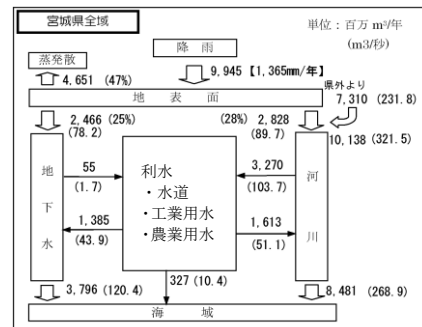 宮城県全域
単位：百万 m³/年
(m3/秒)
降雨
蒸発散
4,651 (47%)
9,945【1,365mm/年】
県外より
7,310 (231.8)
地表面
2,466 (25%)
(78.2)
(28%) 2,828
(89.7)
10,138 (321.5)
地下水
55
(1.7)
利水
・水道
・工業用水
・農業用水
3,270
(103.7)
河川
1,385
(43.9)
1,613
(51.1)
327 (10.4)
3,796 (120.4)
8,481 (268.9)
海域